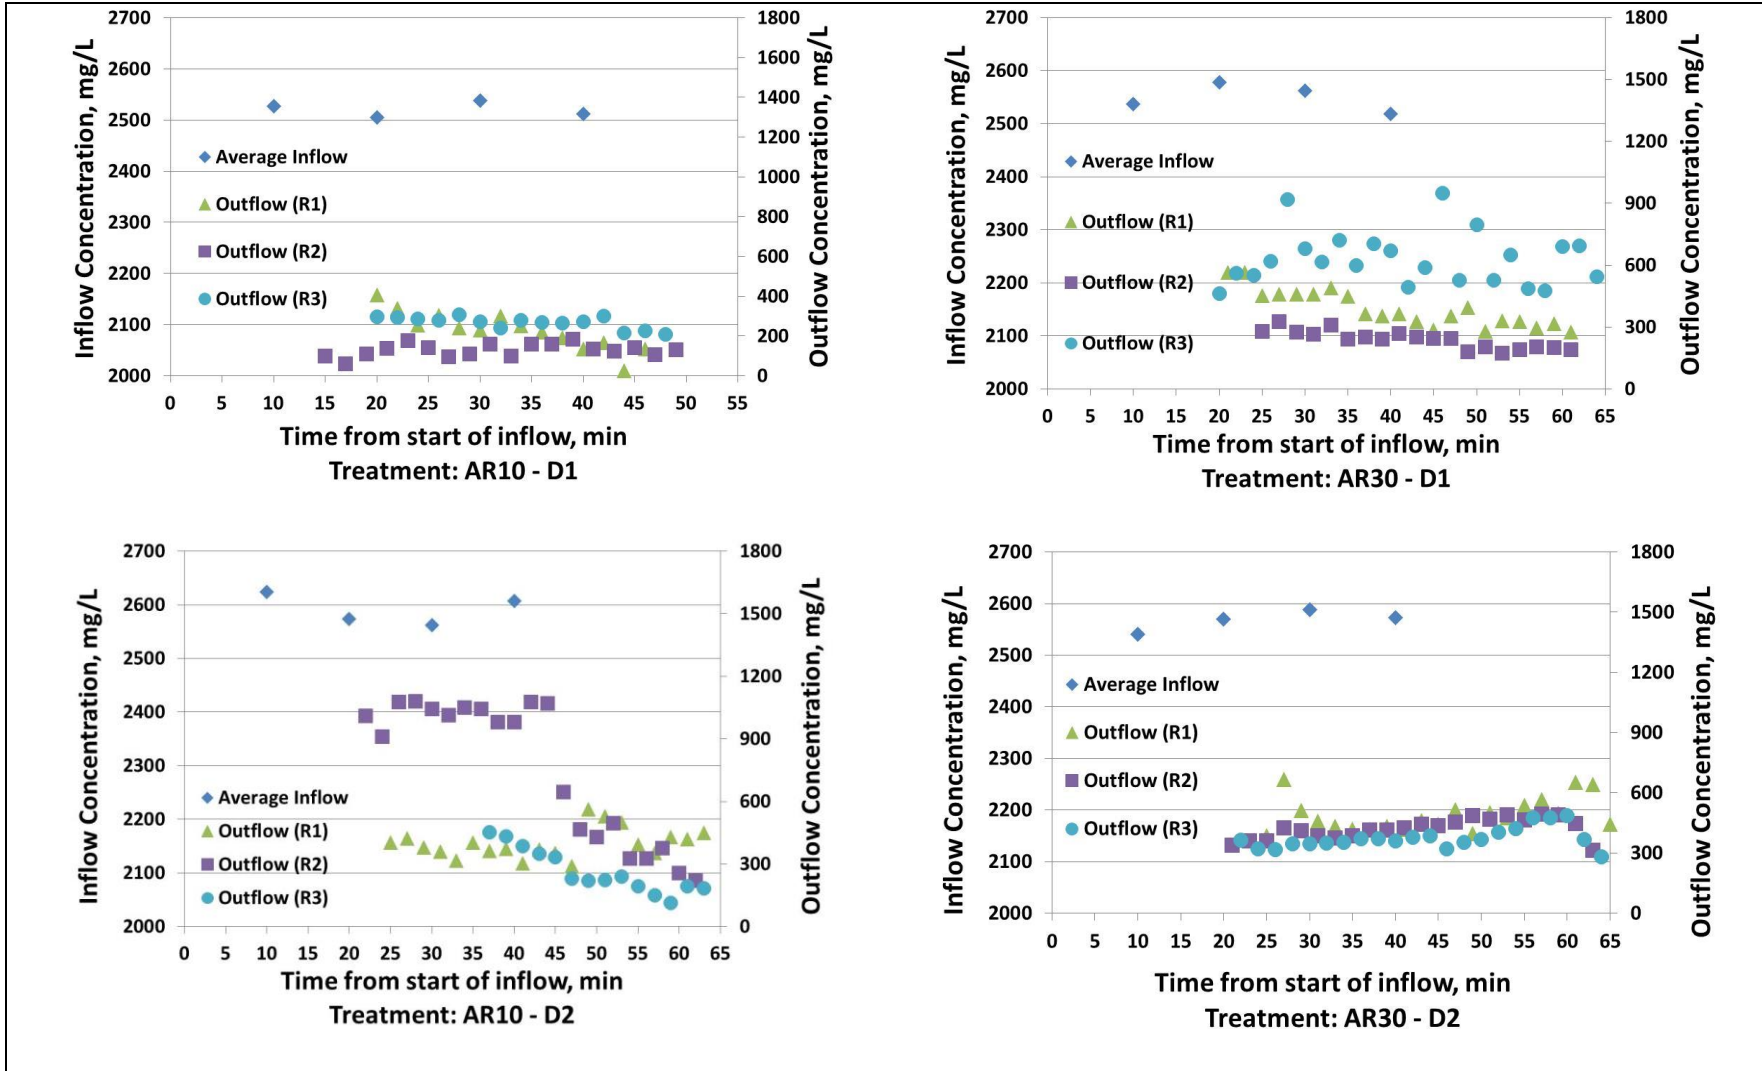 Inflow Concentration, mg/L
2700
2600
2500
2400
2300
2200
2100
2000
Average Inflow
Outflow (R1)
Outflow (R2)
Outflow (R3)
1800
1600
1400
1200
1000
800
600
400
200
0
Outflow Concentration, mg/L
0 5 10 15 20 25 30 35 40 45 50 55
Time from start of inflow, min
Treatment: AR10 - D1
Inflow Concentration, mg/L
2700
2600
2500
2400
2300
2200
2100
2000
Average Inflow
Outflow (R1)
Outflow (R2)
Outflow (R3)
1800
1500
1200
900
600
300
0
Outflow Concentration, mg/L
0 5 10 15 20 25 30 35 40 45 50 55 60 65
Time from start of inflow, min
Treatment: AR30 - D1
Inflow Concentration, mg/L
2700
2600
2500
2400
2300
2200
2100
2000
Average Inflow
Outflow (R1)
Outflow (R2)
Outflow (R3)
1800
1500
1200
900
600
300
0
Outflow Concentration, mg/L
0 5 10 15 20 25 30 35 40 45 50 55 60 65
Time from start of inflow, min
Treatment: AR10 - D2
Inflow Concentration, mg/L
2700
2600
2500
2400
2300
2200
2100
2000
Average Inflow
Outflow (R1)
Outflow (R2)
Outflow (R3)
1800
1500
1200
900
600
300
0
Outflow Concentration, mg/L
0 5 10 15 20 25 30 35 40 45 50 55 60 65
Time from start of inflow, min
Treatment: AR30 - D2